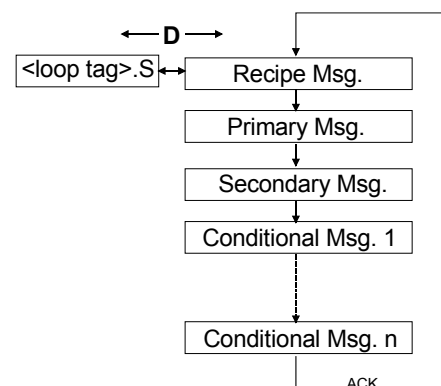 D
<loop tag>.S
Recipe Msg.
Primary Msg.
Secondary Msg.
Conditional Msg. 1
Conditional Msg. n
ACK